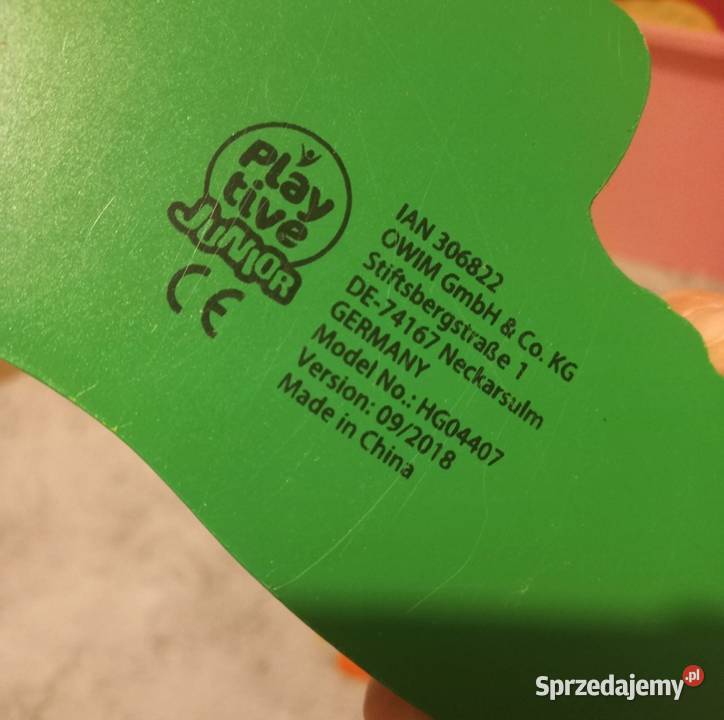 play
tive
JUNIOR
CE
IAN 306822
OWIM GmbH & Co. KG
Stiftsbergstraße 1
DE-74167 Neckarsulm
GERMANY
Model No.: HG04407
Version: 09/2018
Made in China
Sprzedajemy.pl